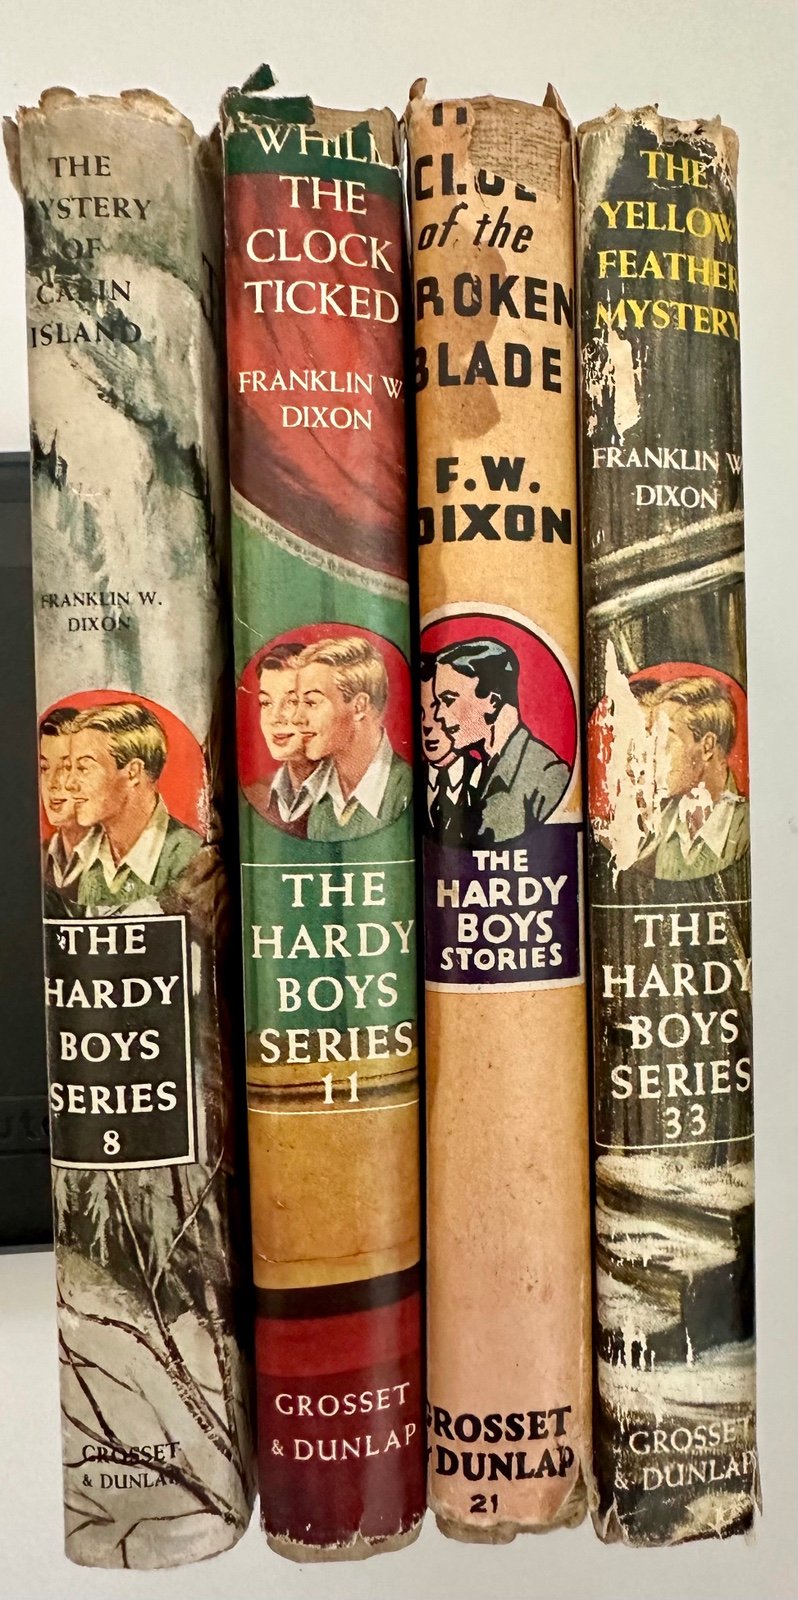 THE
YSTERY
OF
CABIN
ISLAND
FRANKLIN W.
DIXON
THE
HARDY
BOYS
SERIES
8
GROSSET
& DUNLAP
WHILE
THE
CLOCK
TICKED
FRANKLIN W.
DIXON
THE
HARDY
BOYS
SERIES
11
GROSSET
& DUNLAP
CLUE
of the
ROKEN
BLADE
F.W.
DIXON
THE
HARDY
BOYS
STORIES
GROSSET
& DUNLAP
21
THE
YELLOW
FEATHER
MYSTERY
FRANKLIN W
DIXON
THE
HARDY
BOYS
SERIES
33
GROSSET
& DUNLAP